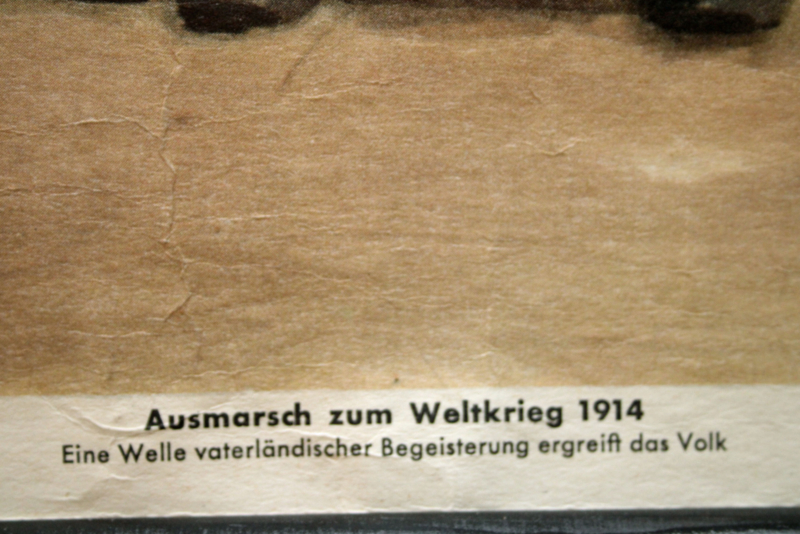 Ausmarsch zum Weltkrieg 1914
Eine Welle vaterländischer Begeisterung ergreift das Volk